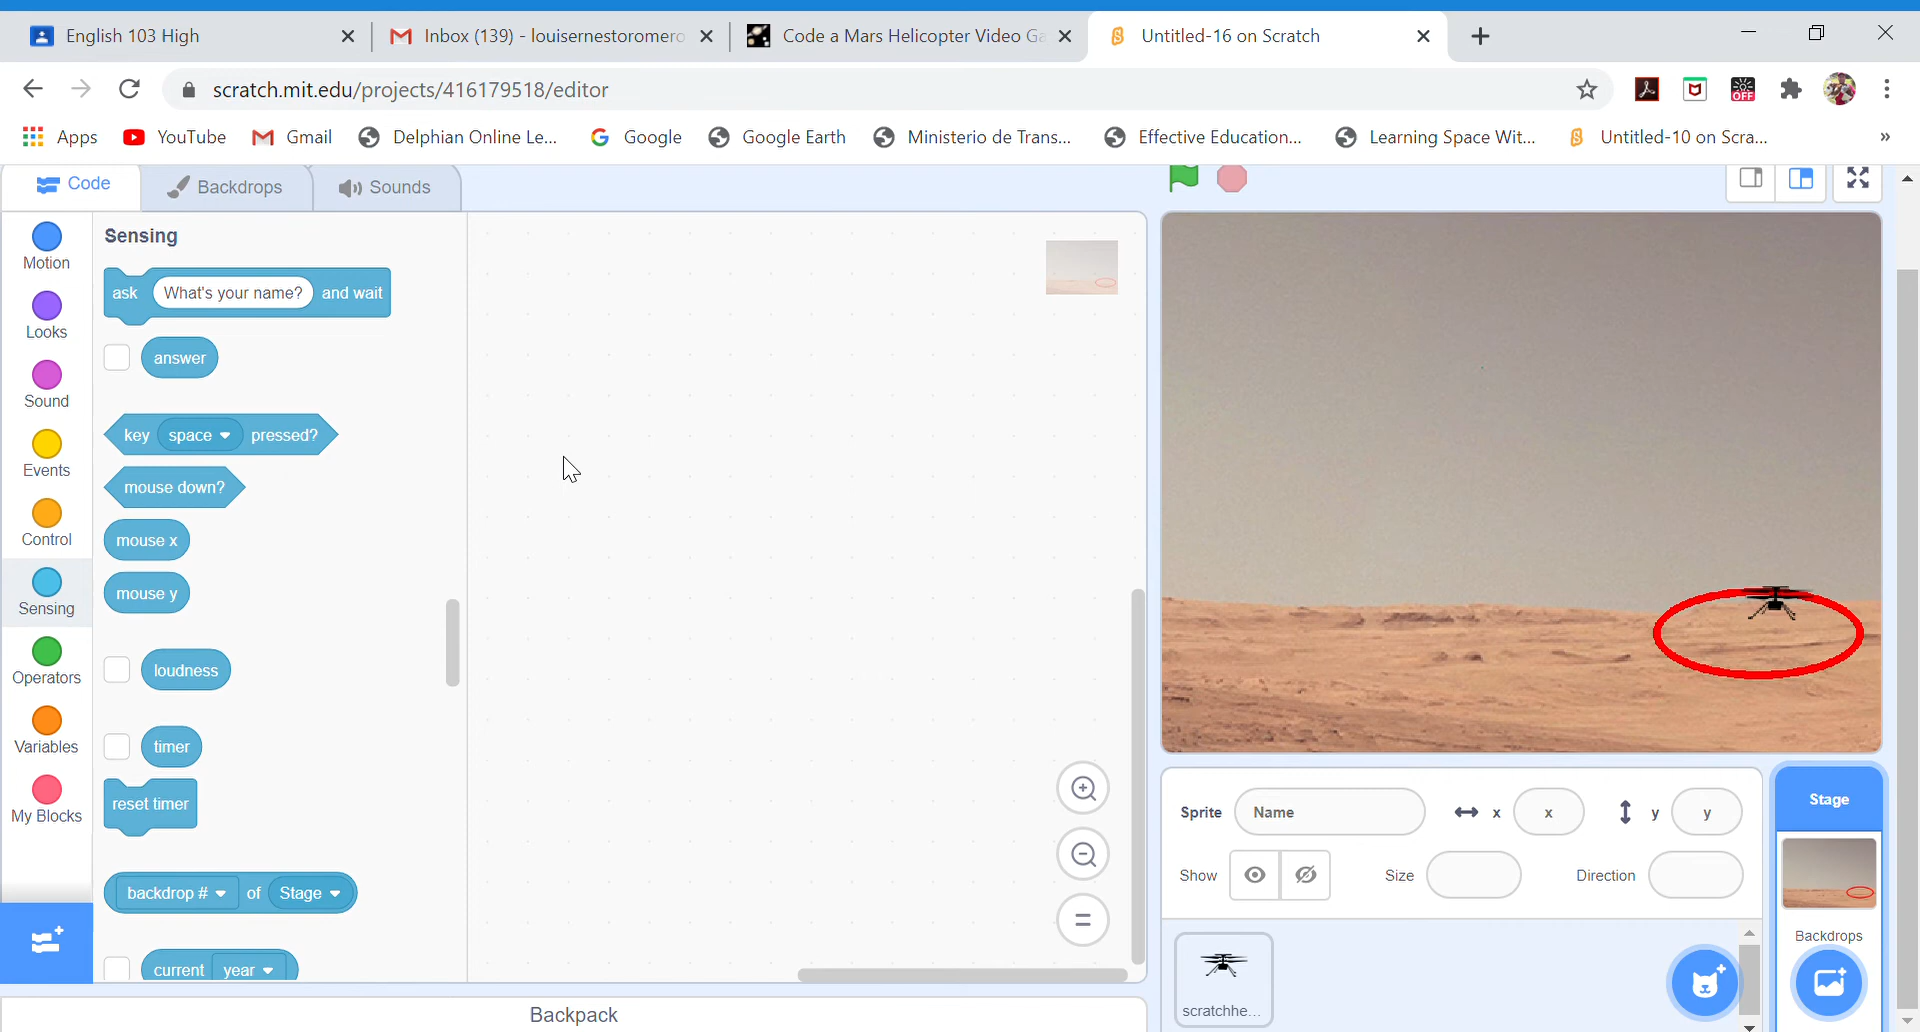 English 103 High
Inbox (139) - louisernestoromero
Code a Mars Helicopter Video Ga
Untitled-16 on Scratch
scratch.mit.edu/projects/416179518/editor
OFF
Apps
YouTube
Gmail
Delphian Online Le...
Google
Google Earth
Ministerio de Trans...
Effective Education...
Learning Space Wit...
Untitled-10 on Scra...
»
Code
Backdrops
Sounds
Motion
Looks
Sound
Events
Control
Sensing
Operators
Variables
My Blocks
Sensing
ask What's your name? and wait
answer
key space pressed?
mouse down?
mouse x
mouse y
loudness
timer
reset timer
backdrop # of Stage
current year
Backpack
Sprite Name x x y y
Show Size Direction
scratchhe...
Stage
Backdrops